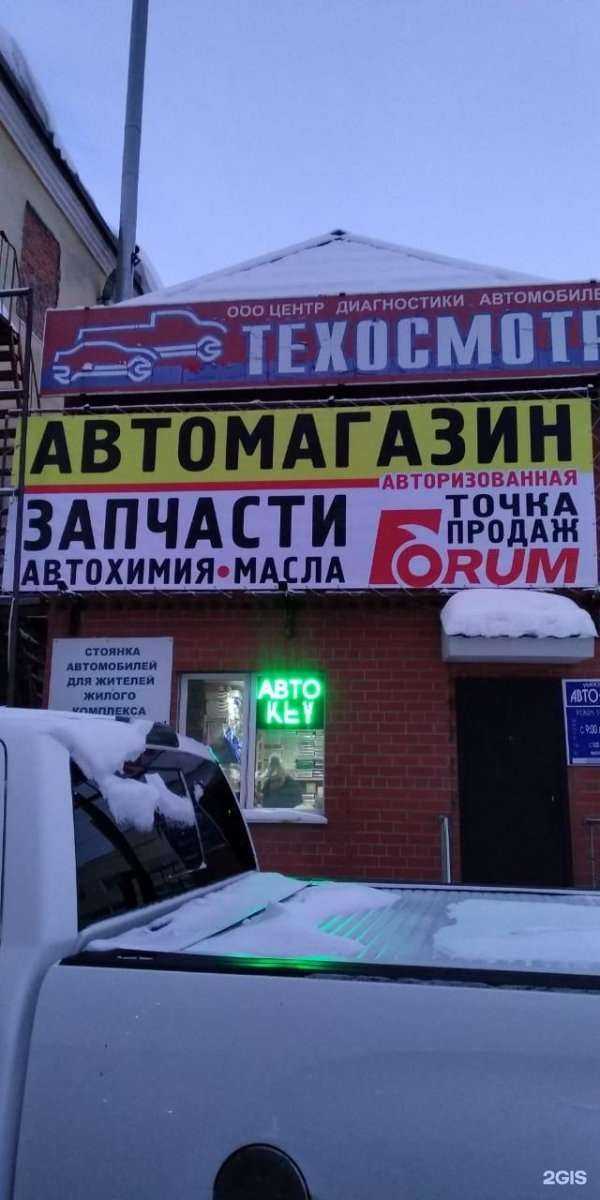 ООО ЦЕНТР ДИАГНОСТИКИ АВТОМОБИЛЕ
ТЕХОСМОТР
АВТОМАГАЗИН
АВТОРИЗОВАННАЯ
ЗАПЧАСТИ
ТОЧКА
ПРОДАЖ
АВТОХИМИЯ•МАСЛА
FORUM
СТОЯНКА
АВТОМОБИЛЕЙ
ДЛЯ ЖИТЕЛЕЙ
ЖИЛОГО
КОМПЛЕКСА
АВТО
KEY
АВТО-
2GIS